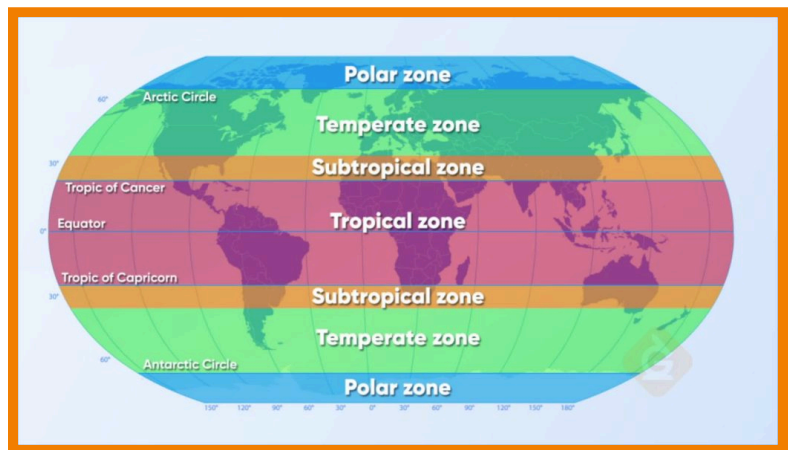 Polar zone
Arctic Circle
60°
Temperate zone
30°
Subtropical zone
Tropic of Cancer
Equator
Tropical zone
0°
Tropic of Capricorn
30°
Subtropical zone
Temperate zone
60°
Antarctic Circle
Polar zone
150° 120° 90° 60° 30° 0° 30° 60° 90° 120° 150° 180°